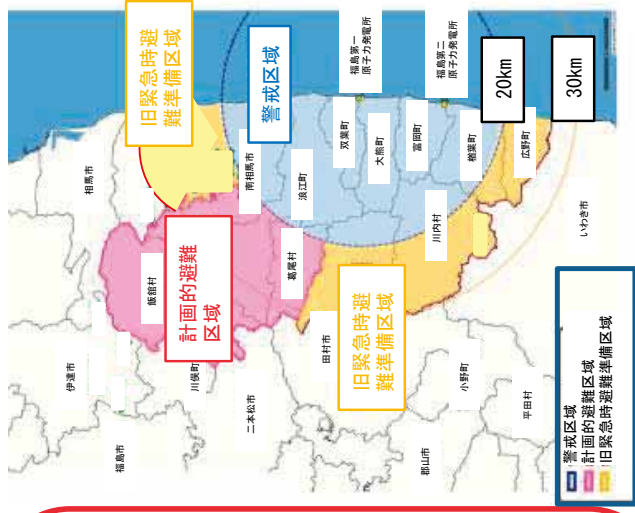 旧緊急時避
難準備区域
相馬市
伊達市
飯舘村
南相馬市
警戒区域
福島第一
原子力発電所
計画的避難
区域
川俣町
福島市
浪江町
双葉町
葛尾村
二本松市
大熊町
福島第二
原子力発電所
富岡町
田村市
旧緊急時避
難準備区域
川内村
楢葉町
20km
広野町
30km
郡山市
小野町
いわき市
平田村
警戒区域
計画的避難区域
旧緊急時避難準備区域